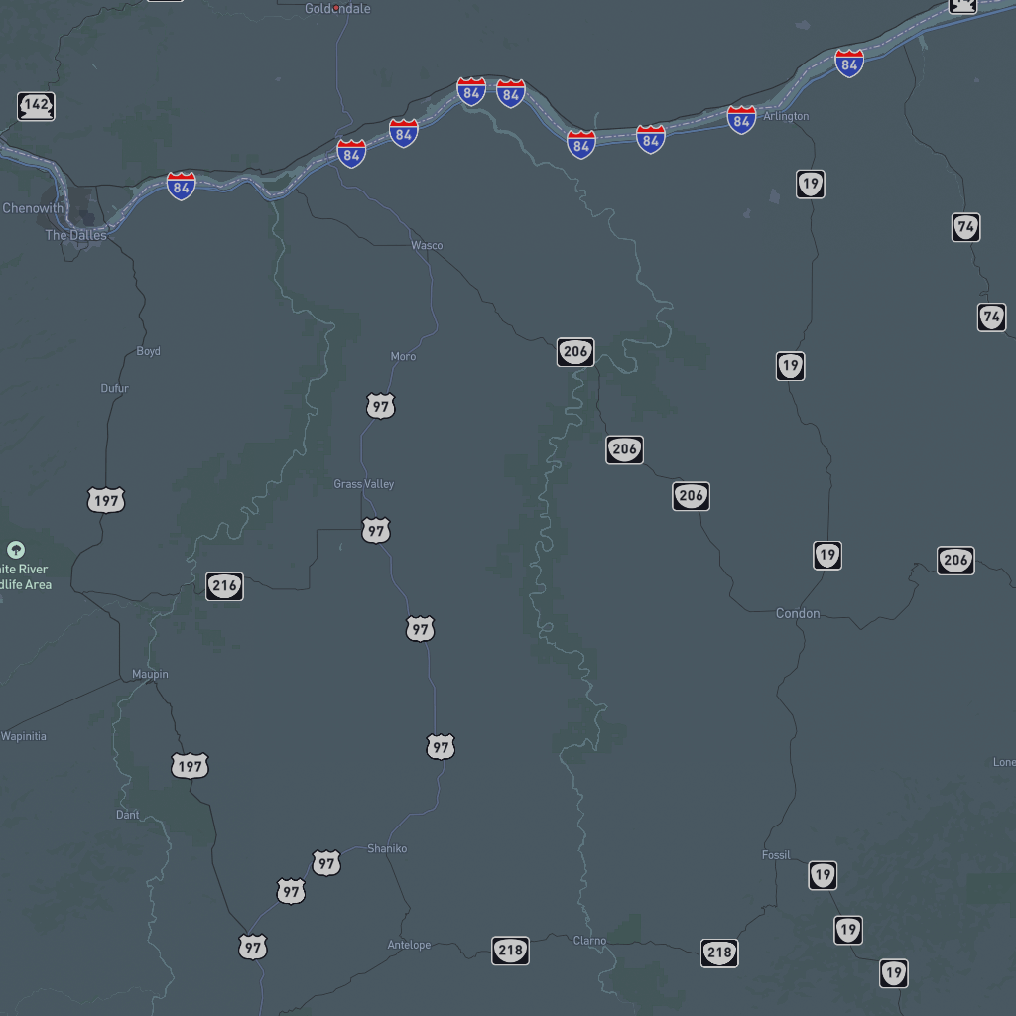 Goldendale
142
84
84
84
84
84
84
84
84
84
Arlington
19
Chenowith
The Dalles
74
Wasco
74
Boyd
Moro
206
19
Dufur
97
206
Grass Valley
197
206
97
19
206
ite River
dlife Area
216
Condon
97
Maupin
Wapinitia
97
197
Lone
Dant
Shaniko
Fossil
97
19
97
19
97
Antelope
218
Clarno
218
19